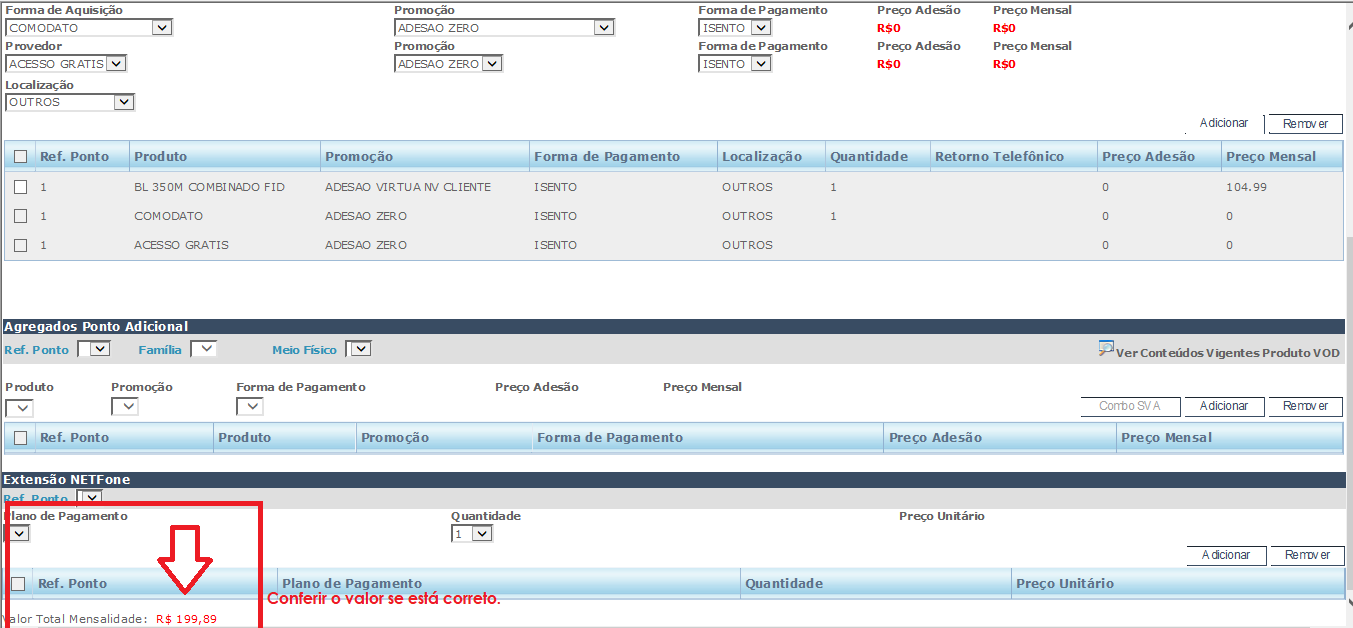 Forma de Aquisição Promoção Forma de Pagamento Preço Adesão Preço Mensal
COMODATO ADESAO ZERO ISENTO R$0 R$0
Provedor Promoção Forma de Pagamento Preço Adesão Preço Mensal
ACESSO GRATIS ADESAO ZERO ISENTO R$0 R$0
Localização
OUTROS
Adicionar Remover
Ref. Ponto Produto Promoção Forma de Pagamento Localização Quantidade Retorno Telefônico Preço Adesão Preço Mensal
1 BL 350M COMBINADO FID ADESAO VIRTUA NV CLIENTE ISENTO OUTROS 1 0 104.99
1 COMODATO ADESAO ZERO ISENTO OUTROS 1 0 0
1 ACESSO GRATIS ADESAO ZERO ISENTO OUTROS 0 0
Agregados Ponto Adicional
Ref. Ponto Família Meio Físico Ver Conteúdos Vigentes Produto VOD
Produto Promoção Forma de Pagamento Preço Adesão Preço Mensal
Combo SVA Adicionar Remover
Ref. Ponto Produto Promoção Forma de Pagamento Preço Adesão Preço Mensal
Extensão NETFone
Ref. Ponto
Plano de Pagamento Quantidade Preço Unitário
1
Adicionar Remover
Ref. Ponto Plano de Pagamento Quantidade Preço Unitário
Conferir o valor se está correto.
Valor Total Mensalidade: R$ 199,89